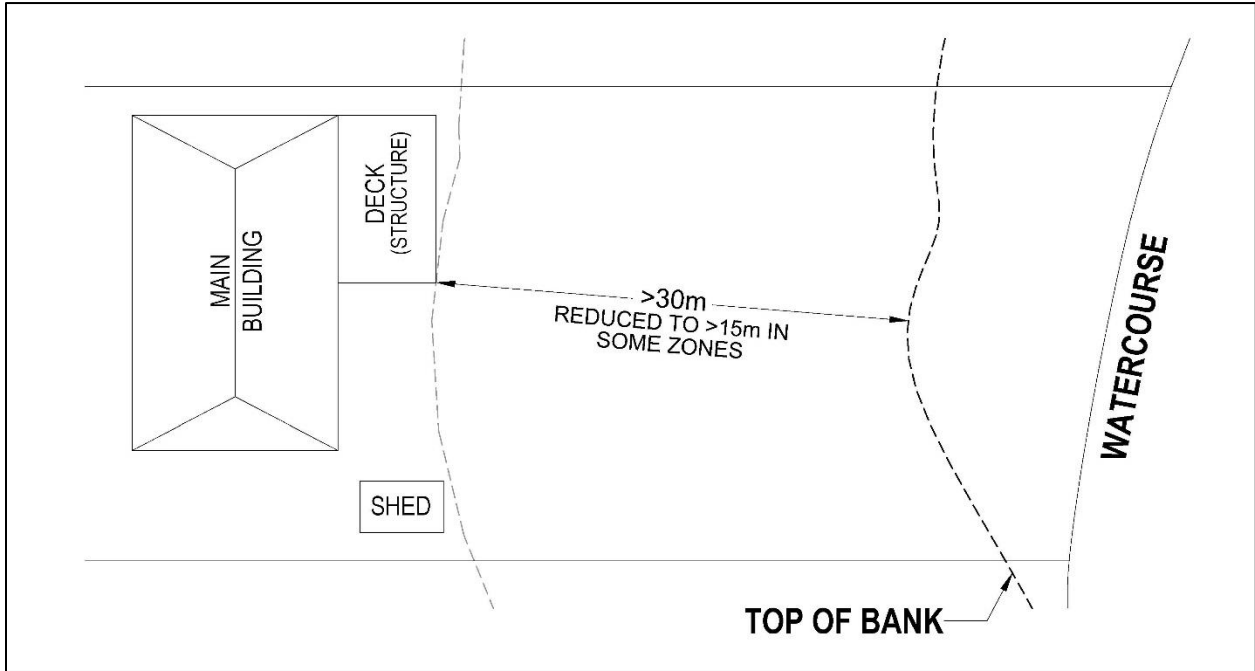 MAIN
BUILDING
DECK
(STRUCTURE)
>30m
REDUCED TO >15m IN
SOME ZONES
SHED
WATERCOURSE
TOP OF BANK